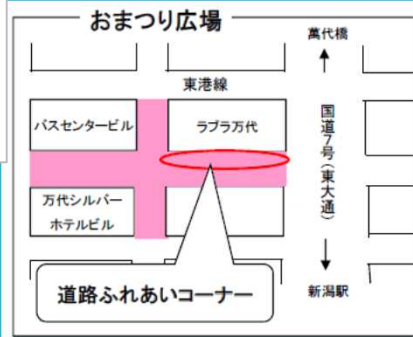 おまつり広場
萬代橋
東港線
バスセンタービル
ラブラ万代
国道7号(東大通)
万代シルバー
ホテルビル
道路ふれあいコーナー
新潟駅